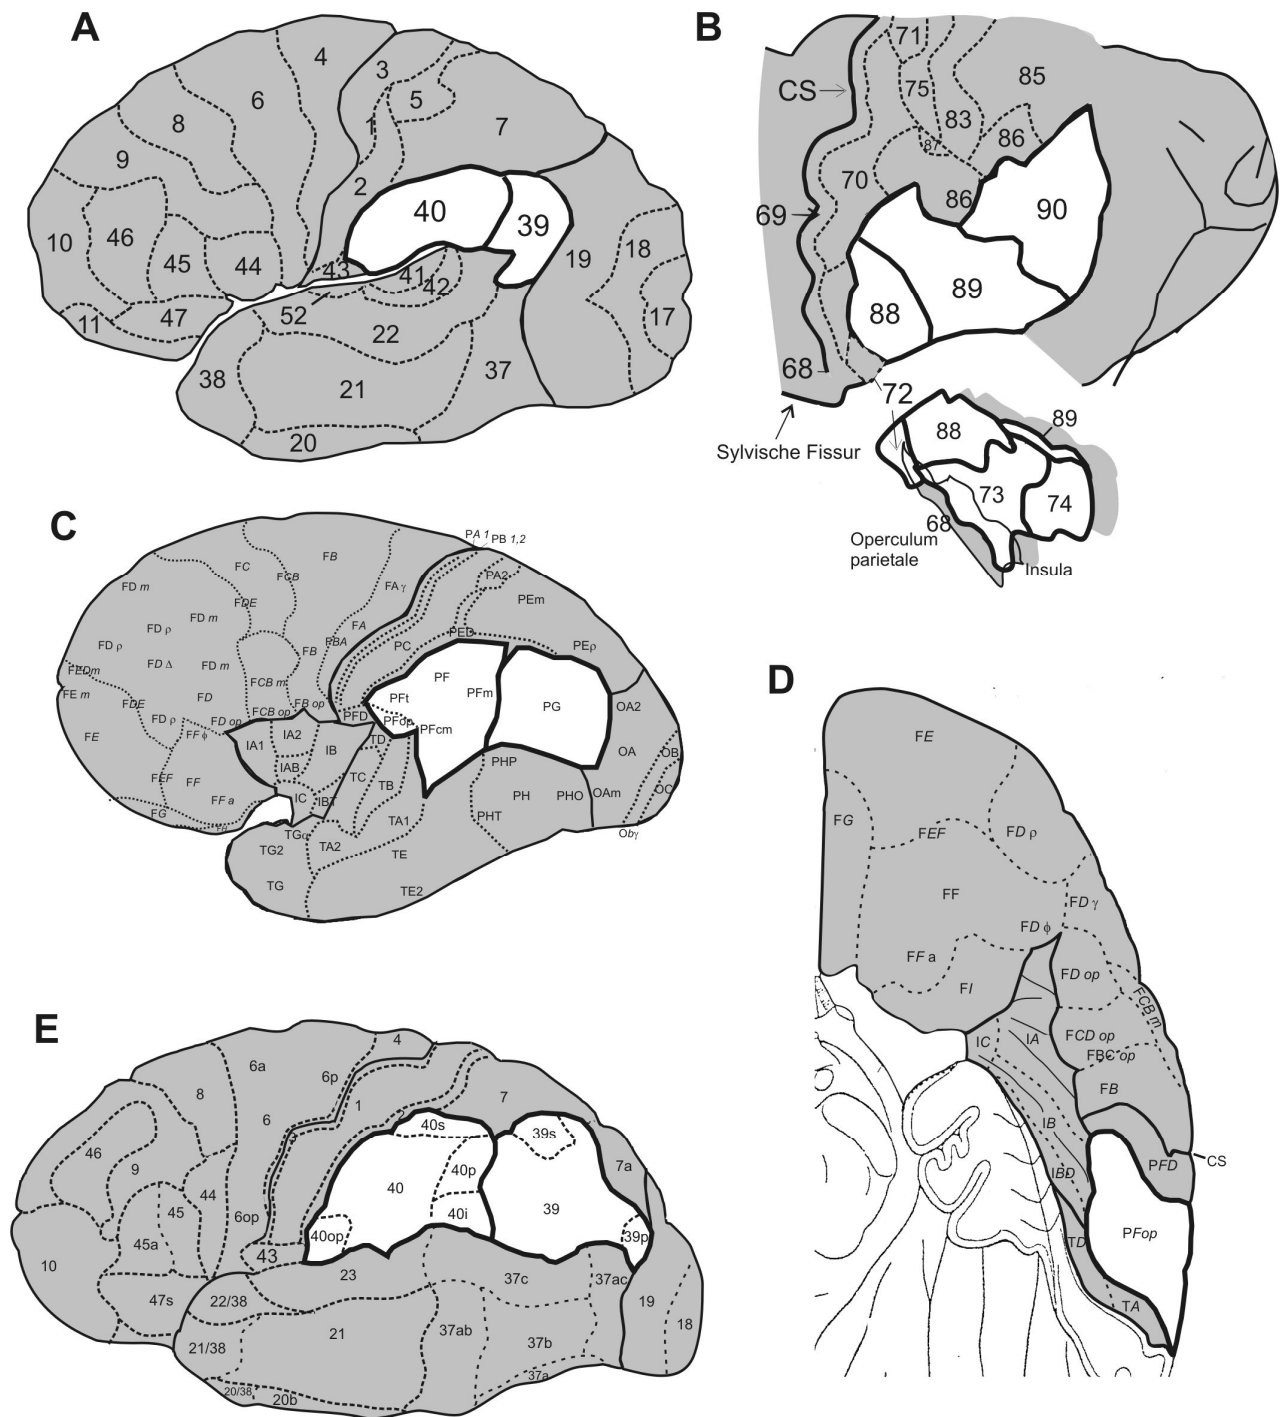 A
4
3
6
5
8
1
7
9
2
40
39
10
46
45
44
43
41
42
19
18
11
47
52
22
17
38
21
37
20
B
71
CS
75
85
83
86
87
70
86
69
90
89
88
68
72
Sylvische Fissur
88
89
73
74
68
Operculum
parietale
Insula
C
PA 1
PB 1,2
FB
FC
FCB
FD m
FA γ
PA2
PEm
FDE
FD m
FD ρ
FA
FBA
PED
PC
PEρ
FD ρ
FD Δ
FD m
FB
FEDm
FCB m
PF
PFt
PFm
PG
FE m
FDE
FD
FB op
OA2
FD ρ
FD op
FCB op
PFD
PFop
PFcm
FE
FF ϕ
IA1
IA2
IB
TD
OA
OB
PHP
FEF
FF
IAB
TC
TB
PH
PHO
OAm
OC
FF a
IC
IBT
FG
TA1
PHT
Obγ
TG2
TA2
TE
TG
TE2
D
FE
FG
FEF
FD ρ
FF
FD γ
FD ϕ
FF a
FD op
FI
FCB m
IC
IA
FCD op
FBC op
FB
IB
IBD
PFD
CS
PFop
TD
TA
E
4
6a
6p
8
1
7
6
40s
39s
46
9
44
40
40p
7a
45
6op
40i
39
45a
40op
39p
43
10
23
37c
37ac
47s
22/38
19
21/38
21
37ab
37b
18
20/38
20b
37a